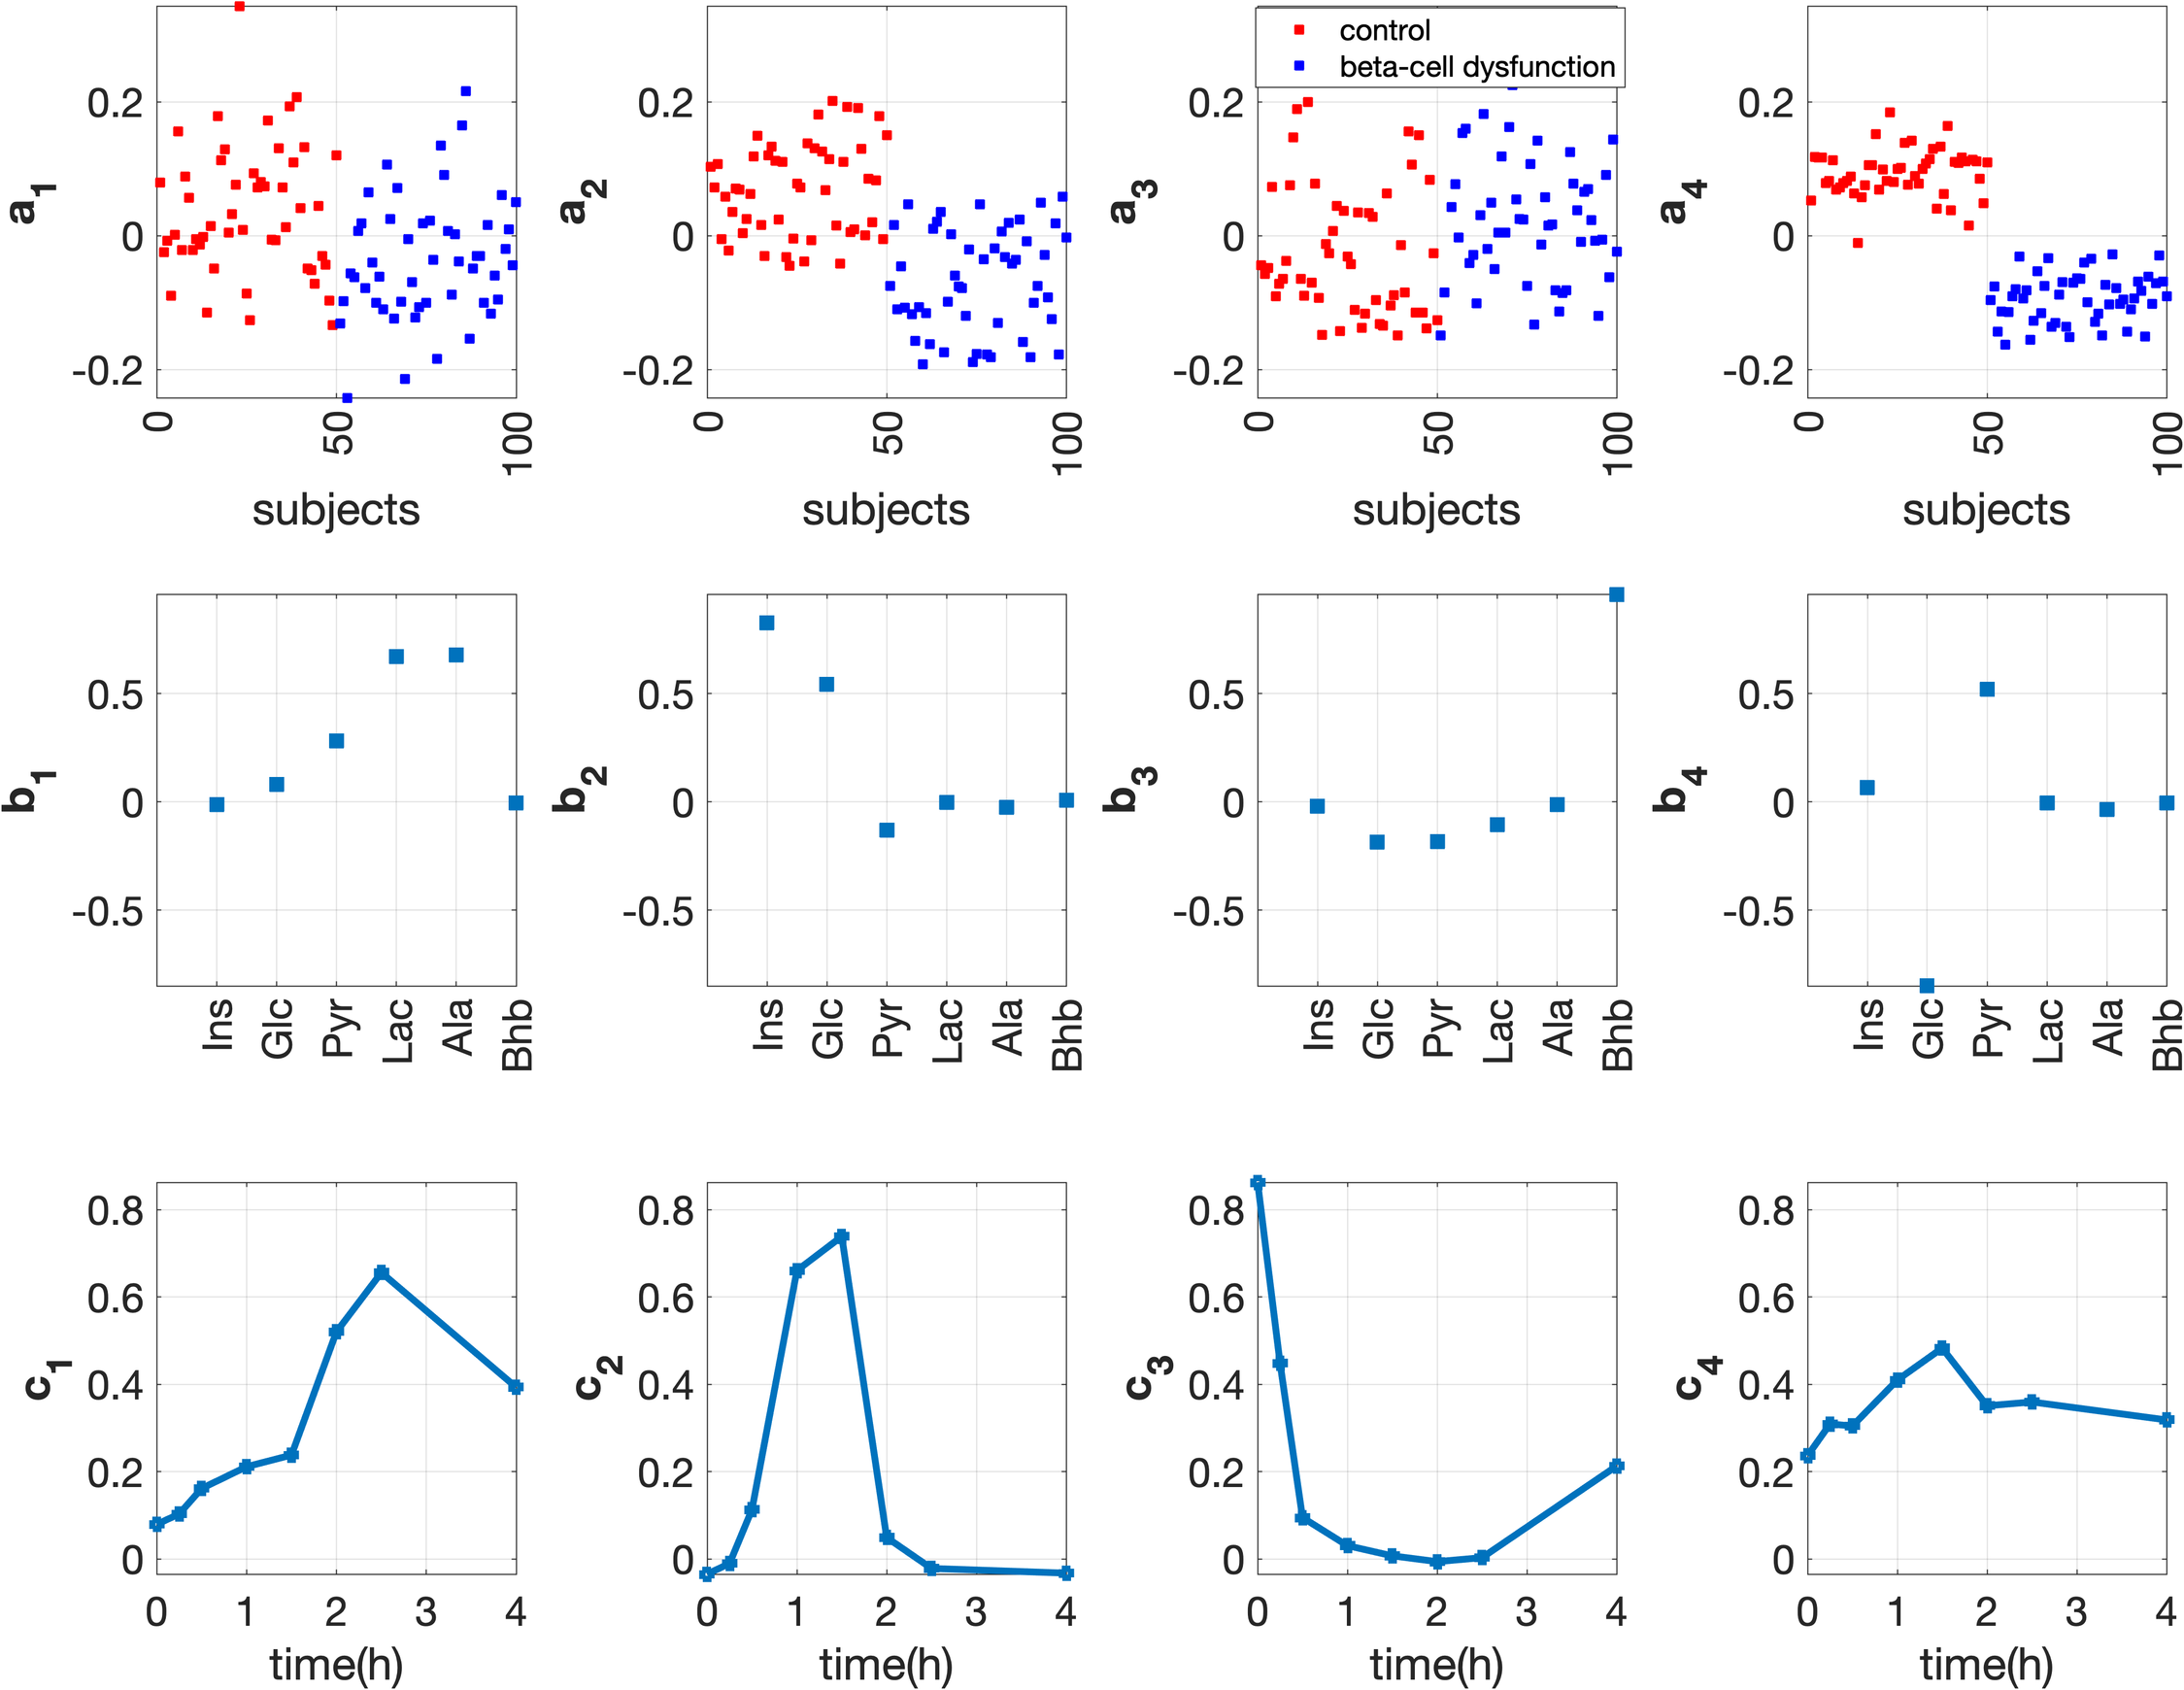 control
beta-cell dysfunction
a1
0.2
0
-0.2
0
50
100
subjects
a2
0.2
0
-0.2
0
50
100
subjects
a3
0.2
0
-0.2
0
50
100
subjects
a4
0.2
0
-0.2
0
50
100
subjects
b1
0.5
0
-0.5
Ins
Glc
Pyr
Lac
Ala
Bhb
b2
0.5
0
-0.5
Ins
Glc
Pyr
Lac
Ala
Bhb
b3
0.5
0
-0.5
Ins
Glc
Pyr
Lac
Ala
Bhb
b4
0.5
0
-0.5
Ins
Glc
Pyr
Lac
Ala
Bhb
c1
0.8
0.6
0.4
0.2
0
0 1 2 3 4
time(h)
c2
0.8
0.6
0.4
0.2
0
0 1 2 3 4
time(h)
c3
0.8
0.6
0.4
0.2
0
0 1 2 3 4
time(h)
c4
0.8
0.6
0.4
0.2
0
0 1 2 3 4
time(h)